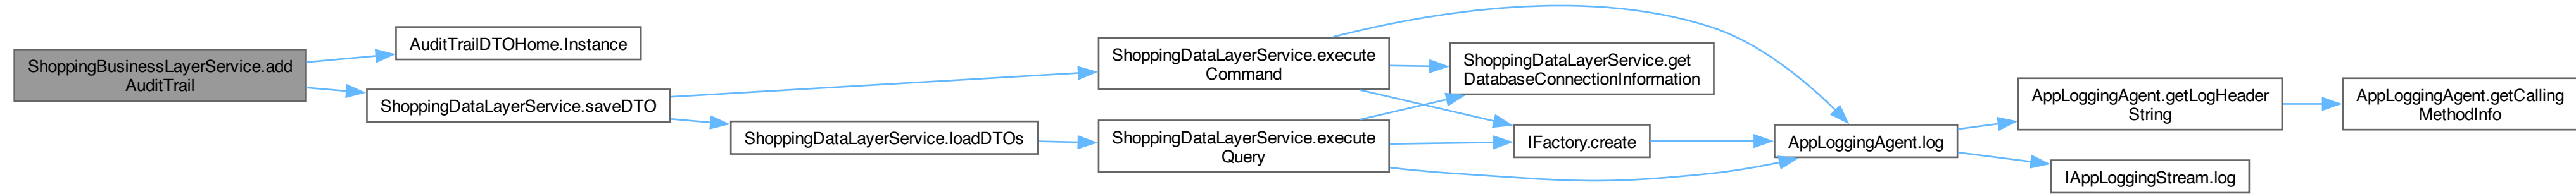 ShoppingBusinessLayerService.add
AuditTrail
AuditTrailDTOHome.Instance
ShoppingDataLayerService.saveDTO
ShoppingDataLayerService.loadDTOs
ShoppingDataLayerService.execute
Command
ShoppingDataLayerService.execute
Query
ShoppingDataLayerService.get
DatabaseConnectionInformation
IFactory.create
AppLoggingAgent.log
AppLoggingAgent.getLogHeader
String
IAppLoggingStream.log
AppLoggingAgent.getCalling
MethodInfo